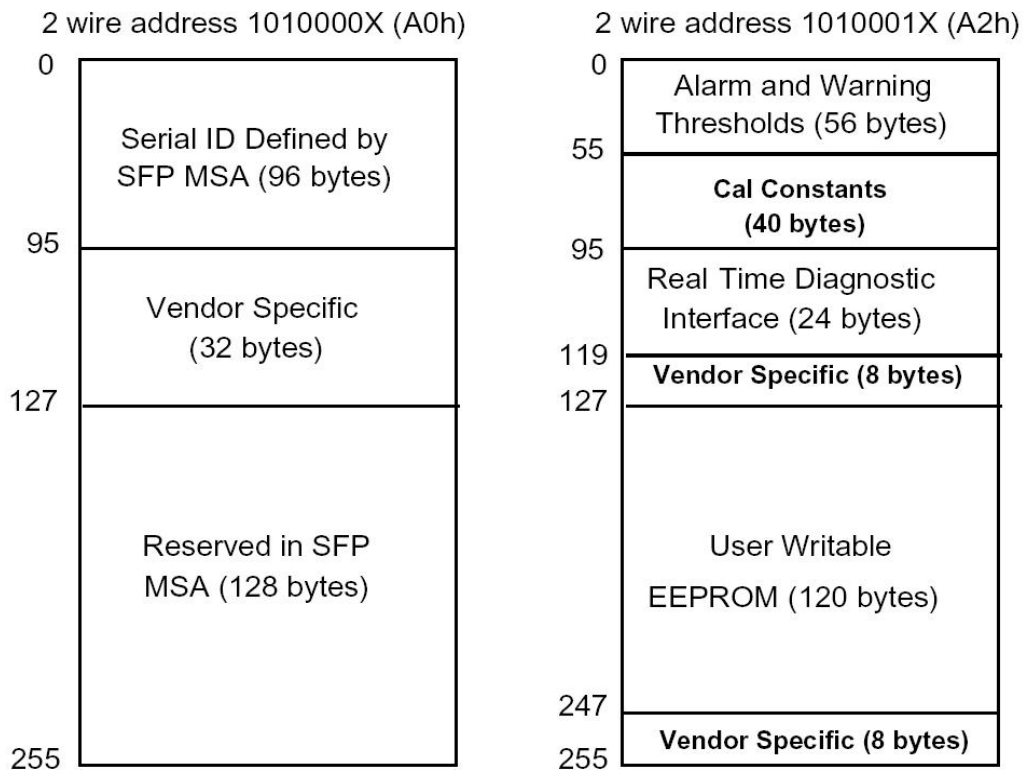 2 wire address 1010000X (A0h)
0
Serial ID Defined by
SFP MSA (96 bytes)
95
Vendor Specific
(32 bytes)
127
Reserved in SFP
MSA (128 bytes)
255
2 wire address 1010001X (A2h)
0
Alarm and Warning
Thresholds (56 bytes)
55
Cal Constants
(40 bytes)
95
Real Time Diagnostic
Interface (24 bytes)
119
Vendor Specific (8 bytes)
127
User Writable
EEPROM (120 bytes)
247
Vendor Specific (8 bytes)
255